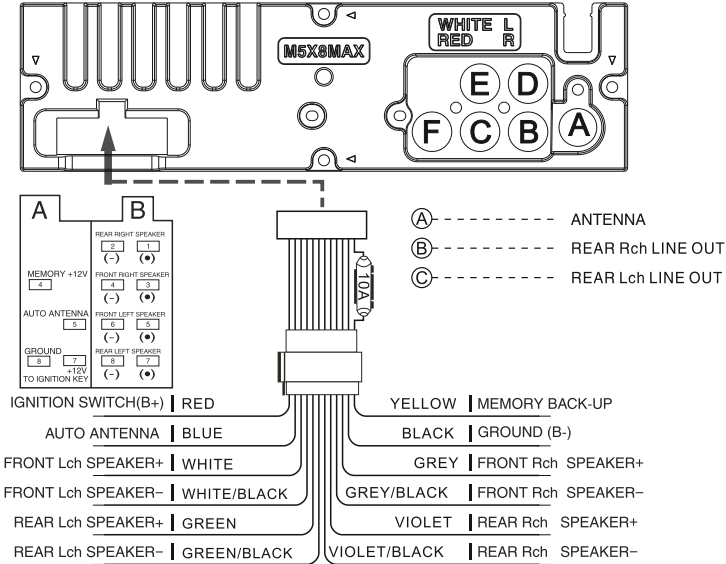 WHITE L
RED R
M5X8MAX
E D
F C B A
A B
REAR RIGHT SPEAKER
2 1
(-) (●)
MEMORY +12V
4
FRONT RIGHT SPEAKER
4 3
(-) (●)
AUTO ANTENNA
5
FRONT LEFT SPEAKER
6 5
(-) (●)
GROUND
8 7
+12V
TO IGNITION KEY
REAR LEFT SPEAKER
8 7
(-) (●)
10A
A ANTENNA
B REAR Rch LINE OUT
C REAR Lch LINE OUT
IGNITION SWITCH(B+) RED YELLOW MEMORY BACK-UP
AUTO ANTENNA BLUE BLACK GROUND (B-)
FRONT Lch SPEAKER+ WHITE GREY FRONT Rch SPEAKER+
FRONT Lch SPEAKER− WHITE/BLACK GREY/BLACK FRONT Rch SPEAKER−
REAR Lch SPEAKER+ GREEN VIOLET REAR Rch SPEAKER+
REAR Lch SPEAKER− GREEN/BLACK VIOLET/BLACK REAR Rch SPEAKER−